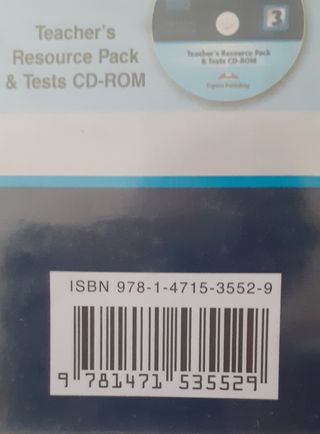 Teacher's
Resource Pack
& Tests CD-ROM
3
Teacher's Resource Pack
& Tests CD-ROM
Express Publishing
ISBN 978-1-4715-3552-9
9 781471 535529